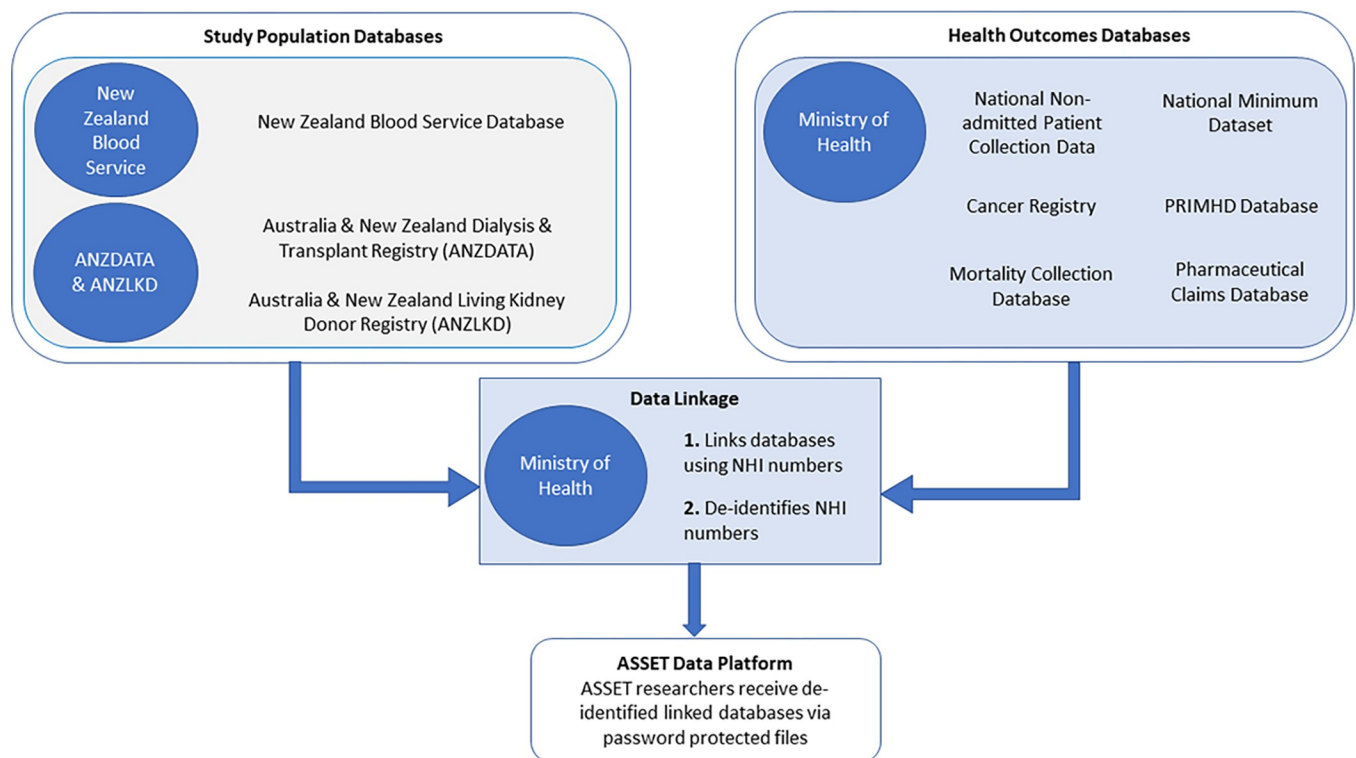 Study Population Databases
New
Zealand
Blood
Service
New Zealand Blood Service Database
ANZDATA
& ANZLKD
Australia & New Zealand Dialysis &
Transplant Registry (ANZDATA)
Australia & New Zealand Living Kidney
Donor Registry (ANZLKD)
Health Outcomes Databases
Ministry of
Health
National Non-
admitted Patient
Collection Data
National Minimum
Dataset
Cancer Registry
PRIMHD Database
Mortality Collection
Database
Pharmaceutical
Claims Database
Data Linkage
Ministry of
Health
1. Links databases
using NHI numbers
2. De-identifies NHI
numbers
ASSET Data Platform
ASSET researchers receive de-
identified linked databases via
password protected files